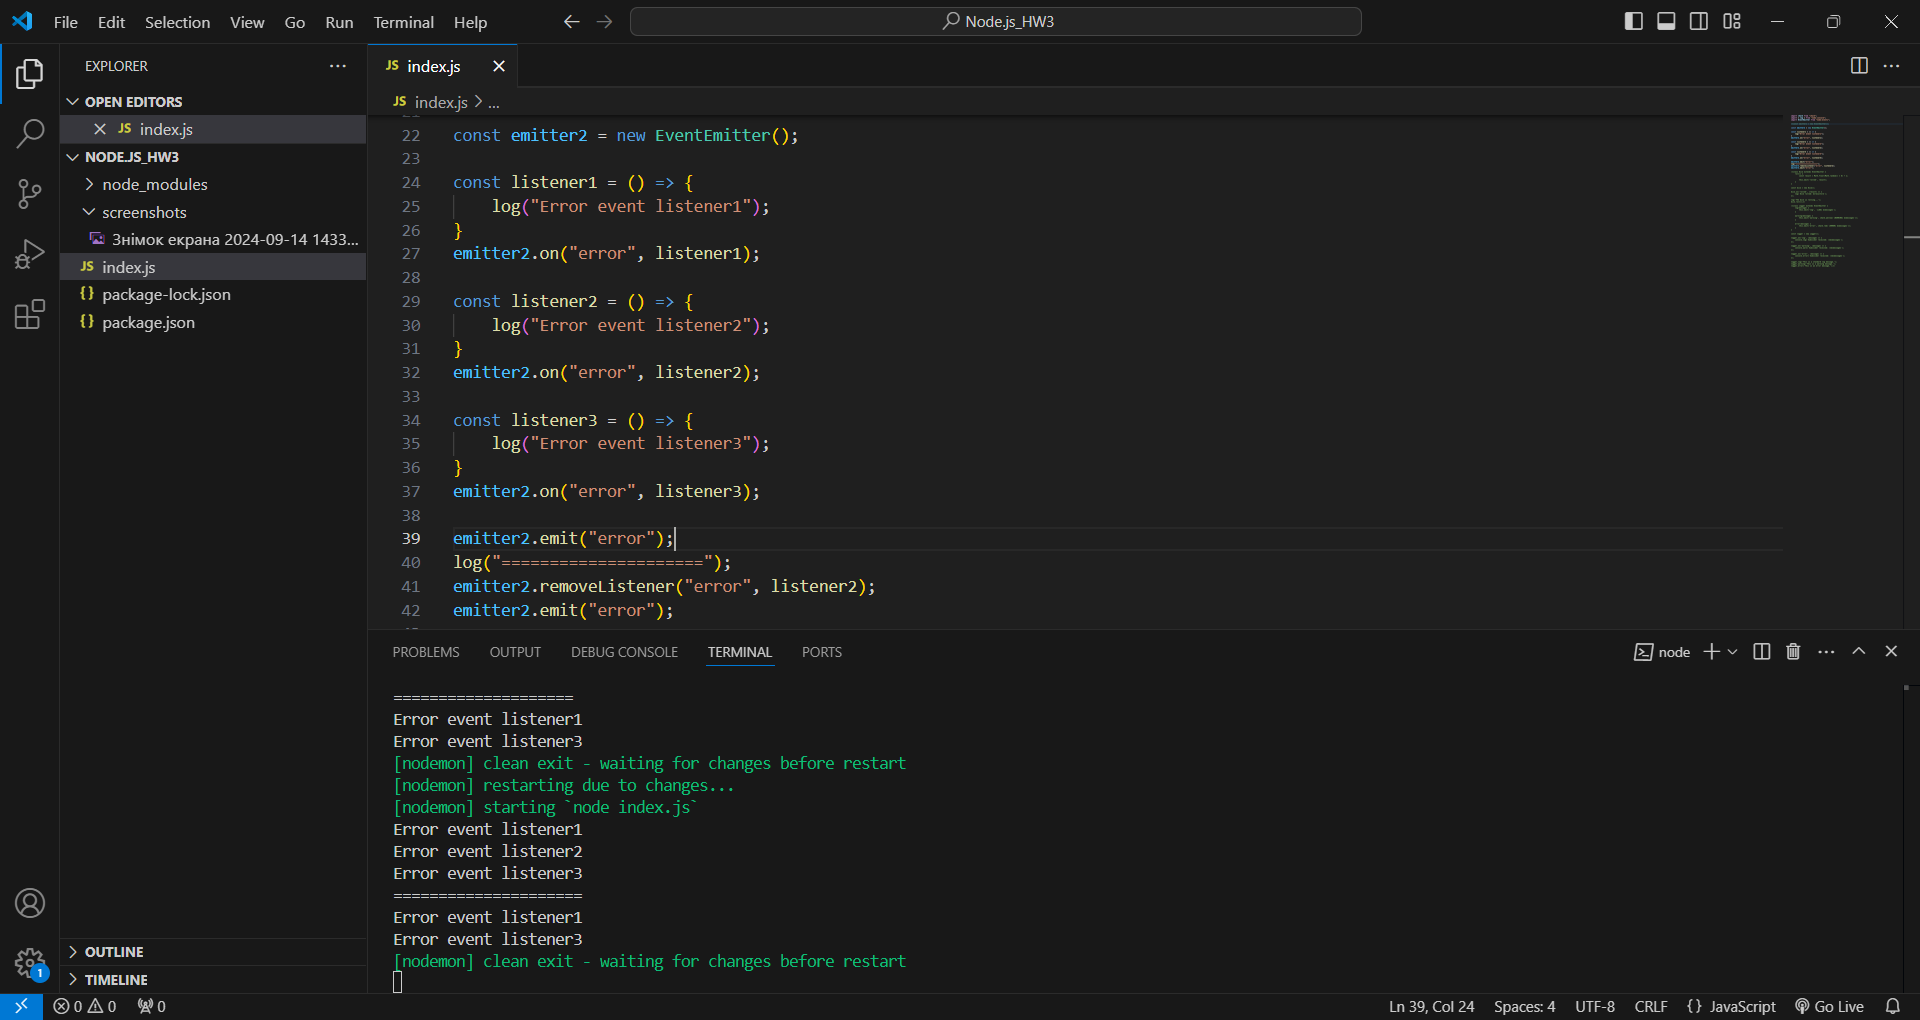 File Edit Selection View Go Run Terminal Help
Node.js_HW3
EXPLORER
OPEN EDITORS
JS index.js
NODE.JS_HW3
node_modules
screenshots
Знімок екрана 2024-09-14 1433...
JS index.js
{} package-lock.json
{} package.json
OUTLINE
TIMELINE
JS index.js
JS index.js > ...
22 const emitter2 = new EventEmitter();
23
24 const listener1 = () => {
25 log("Error event listener1");
26 }
27 emitter2.on("error", listener1);
28
29 const listener2 = () => {
30 log("Error event listener2");
31 }
32 emitter2.on("error", listener2);
33
34 const listener3 = () => {
35 log("Error event listener3");
36 }
37 emitter2.on("error", listener3);
38
39 emitter2.emit("error");
40 log("=====================");
41 emitter2.removeListener("error", listener2);
42 emitter2.emit("error");
PROBLEMS OUTPUT DEBUG CONSOLE TERMINAL PORTS
node
====================
Error event listener1
Error event listener3
[nodemon] clean exit - waiting for changes before restart
[nodemon] restarting due to changes...
[nodemon] starting `node index.js`
Error event listener1
Error event listener2
Error event listener3
=====================
Error event listener1
Error event listener3
[nodemon] clean exit - waiting for changes before restart
1
0 0 0
Ln 39, Col 24 Spaces: 4 UTF-8 CRLF {} JavaScript Go Live